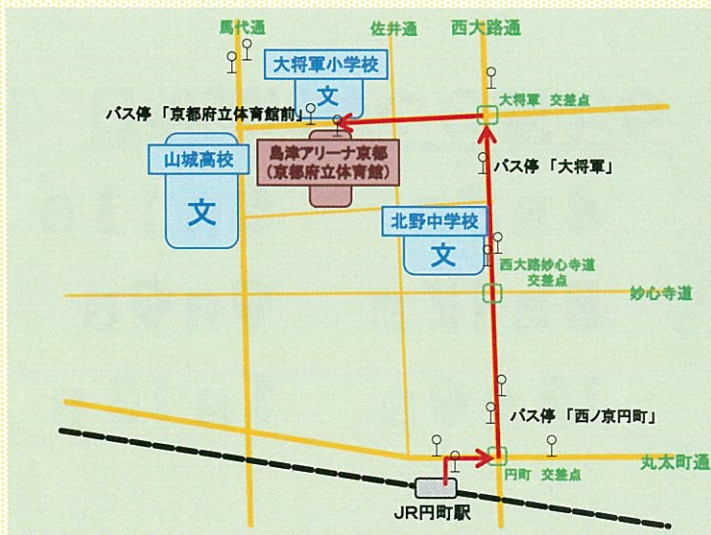 馬代通
佐井通
西大路通
大将軍小学校
文
大将軍 交差点
バス停 「京都府立体育館前」
山城高校
文
島津アリーナ京都
(京都府立体育館)
バス停 「大将軍」
北野中学校
文
西大路妙心寺道
交差点
妙心寺道
バス停 「西ノ京円町」
丸太町通
円町 交差点
JR円町駅